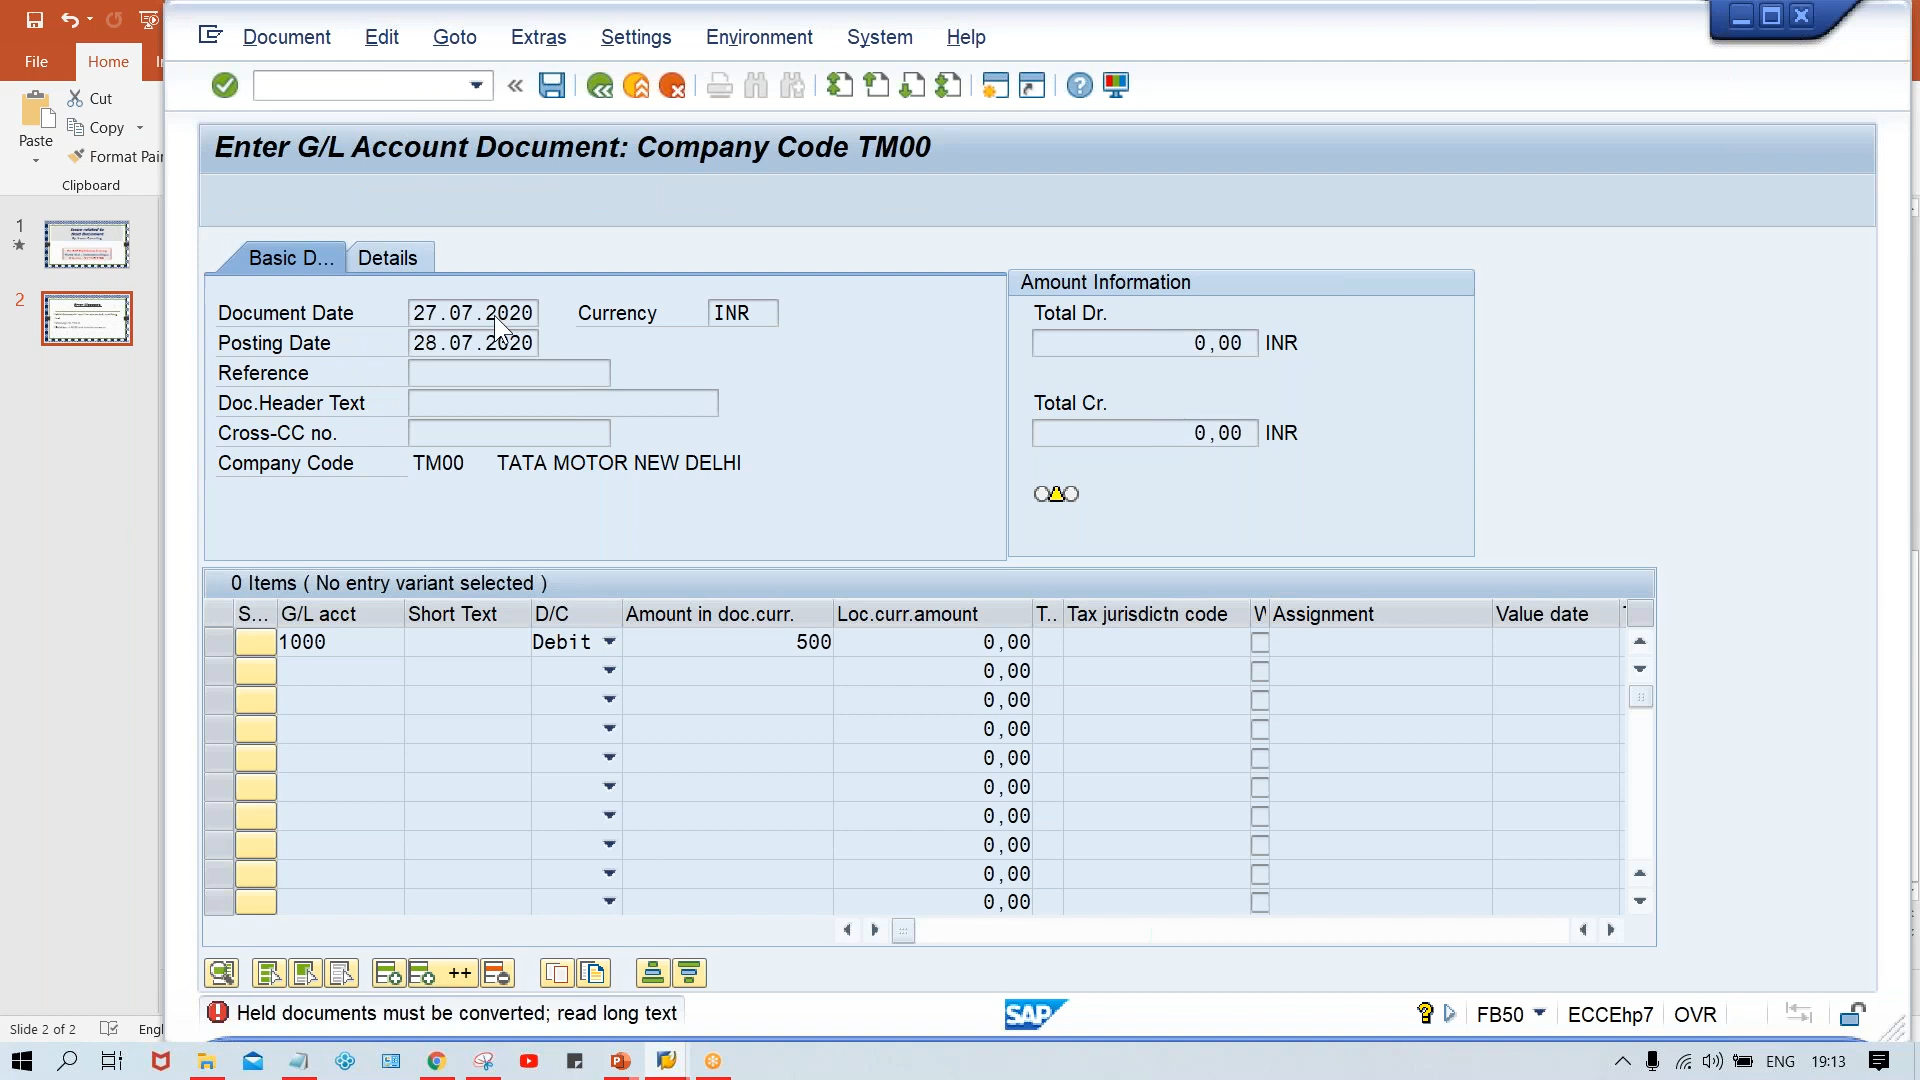 File
Home
Cut
Copy
Paste
Format Pai
Clipboard
1
2
Slide 2 of 2
Engl
Document Edit Goto Extras Settings Environment System Help
Enter G/L Account Document: Company Code TM00
Basic D... Details
Document Date 27.07.2020 Currency INR
Posting Date 28.07.2020
Reference
Doc.Header Text
Cross-CC no.
Company Code TM00 TATA MOTOR NEW DELHI
Amount Information
Total Dr.
0,00 INR
Total Cr.
0,00 INR
0 Items ( No entry variant selected )
S... G/L acct Short Text D/C Amount in doc.curr. Loc.curr.amount T.. Tax jurisdictn code V Assignment Value date
1000 Debit 500 0,00
0,00
0,00
0,00
0,00
0,00
0,00
0,00
0,00
0,00
++
Held documents must be converted; read long text
SAP
FB50 ECCEhp7 OVR
ENG 19:13